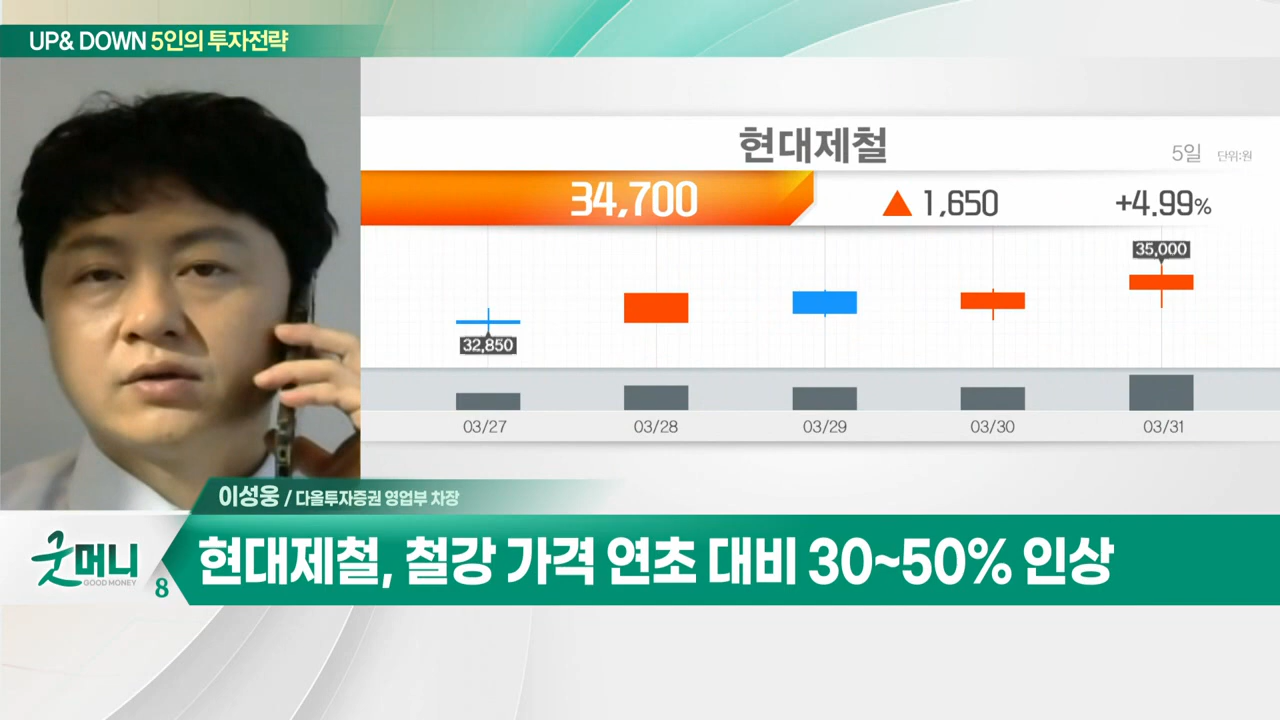 UP& DOWN 5인의 투자전략
현대제철
5일 단위:원
34,700 ▲ 1,650 +4.99%
35,000
32,850
03/27 03/28 03/29 03/30 03/31
이성웅 / 다올투자증권 영업부 차장
굿머니
GOOD MONEY
8
현대제철, 철강 가격 연초 대비 30~50% 인상